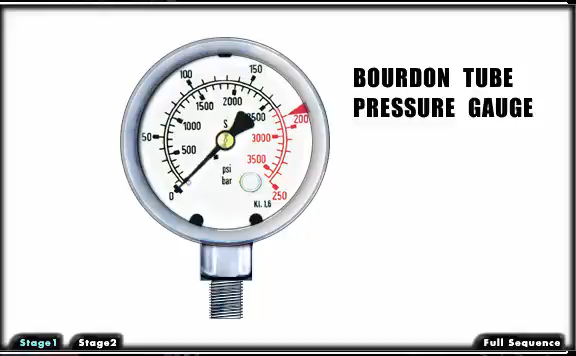 BOURDON TUBE
PRESSURE GAUGE
150
100
2000
1500
2500
200
S
1000
3000
50
500
3500
psi
bar
0
250
Kl. 1,6
Stage1 Stage2 Full Sequence